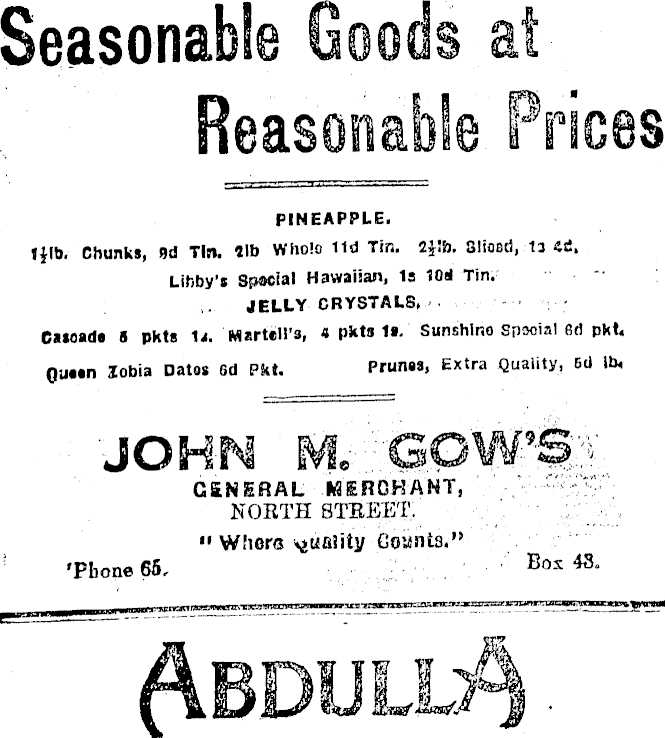 Seasonable Goods at
Reasonable Prices
PINEAPPLE.
1½lb. Chunks, 9d Tin. 2lb Whole 11d Tin. 2½lb. Sliced, 1s 4d,
Libby's Special Hawaiian, 1s 10d Tin.
JELLY CRYSTALS,
Cascade 5 pkts 1s. Martell's, 4 pkts 1s. Sunshine Special 6d pkt.
Queen Zobia Dates 6d Pkt. Prunes, Extra Quality, 5d lb.
JOHN M. GOW'S
GENERAL MERCHANT,
NORTH STREET.
"Where Quality Counts."
'Phone 65. Box 43.
ABDULLA